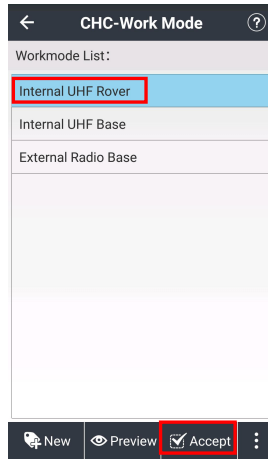 CHC-Work Mode ?
Workmode List:
Internal UHF Rover
Internal UHF Base
External Radio Base
New Preview Accept